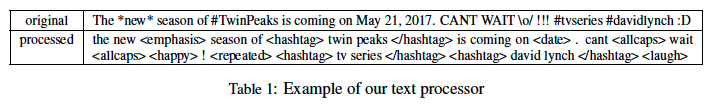 original The *new* season of #TwinPeaks is coming on May 21, 2017. CANT WAIT \o/ !!! #tvseries #davidlynch :D
processed the new <emphasis> season of <hashtag> twin peaks </hashtag> is coming on <date> . cant <allcaps> wait
<allcaps> <happy> ! <repeated> <hashtag> tv series </hashtag> <hashtag> david lynch </hashtag> <laugh>
Table 1: Example of our text processor